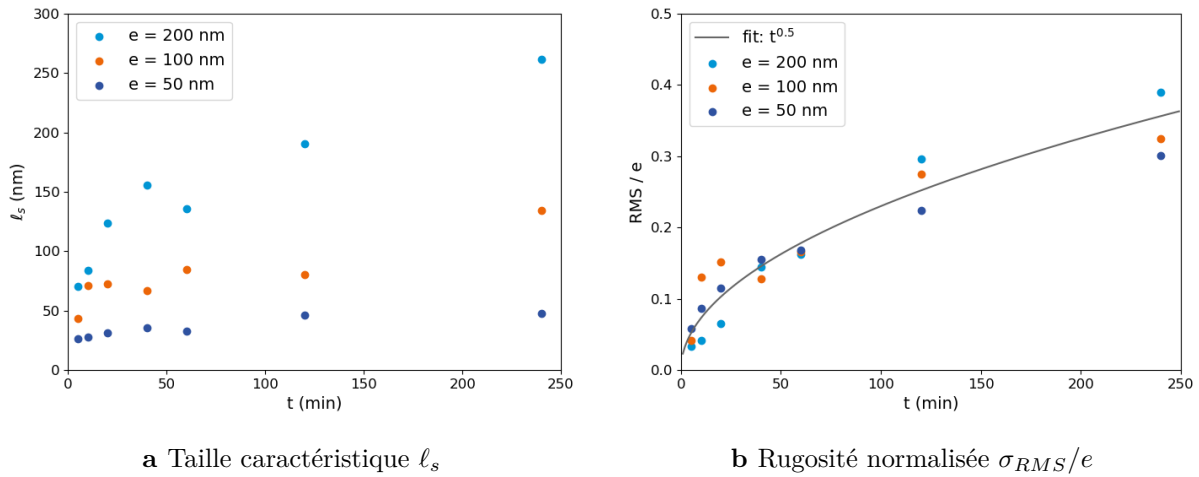 300
250
200
150
100
50
0
ℓs (nm)
e = 200 nm
e = 100 nm
e = 50 nm
0 50 100 150 200 250
t (min)
a Taille caractéristique ℓs
0.5
0.4
0.3
0.2
0.1
0.0
RMS / e
fit: t^0.5
e = 200 nm
e = 100 nm
e = 50 nm
0 50 100 150 200 250
t (min)
b Rugosité normalisée σRMS/e